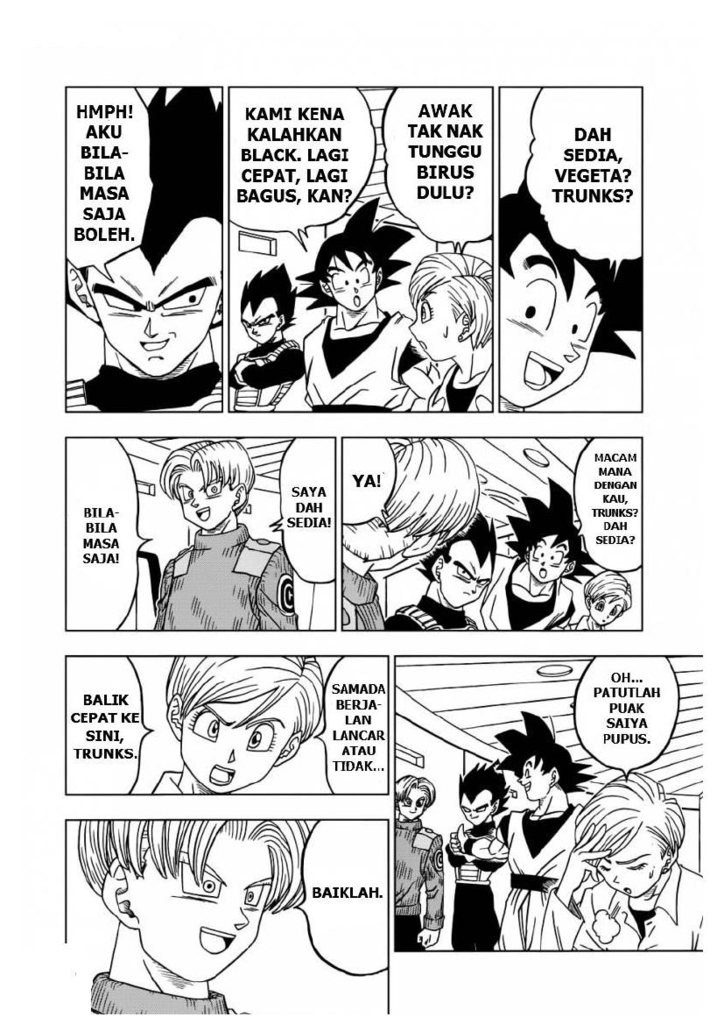 DAH
SEDIA,
VEGETA?
TRUNKS?
AWAK
TAK NAK
TUNGGU
BIRUS
DULU?
KAMI KENA
KALAHKAN
BLACK. LAGI
CEPAT, LAGI
BAGUS, KAN?
HMPH!
AKU
BILA-
BILA
MASA
SAJA
BOLEH.
MACAM
MANA
DENGAN
KAU,
TRUNKS?
DAH
SEDIA?
YA!
SAYA
DAH
SEDIA!
BILA-
BILA
MASA
SAJA!
OH...
PATUTLAH
PUAK
SAIYA
PUPUS.
SAMADA
BERJA-
LAN
LANCAR
ATAU
TIDAK...
BALIK
CEPAT KE
SINI,
TRUNKS.
BAIKLAH.